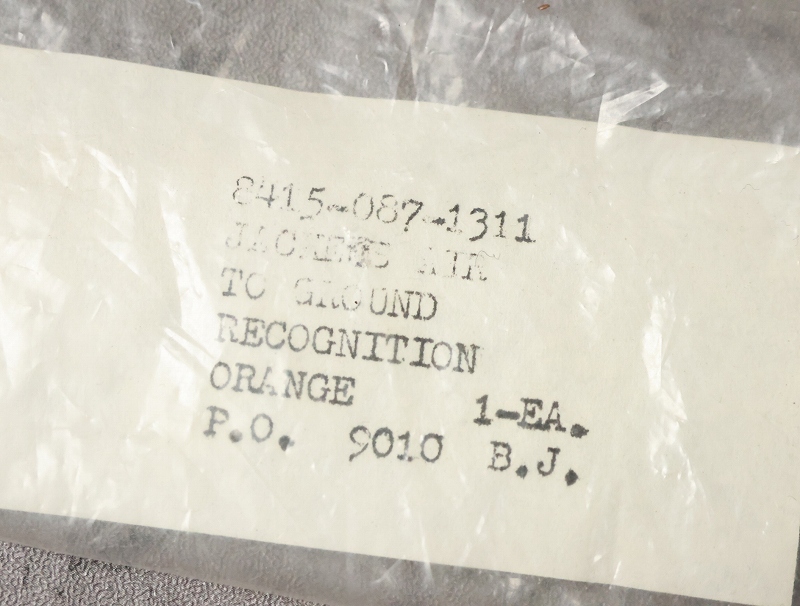 8415-087-1311
JACKETS AIR
TO GROUND
RECOGNITION
ORANGE 1-EA.
P.O. 9010 B.J.